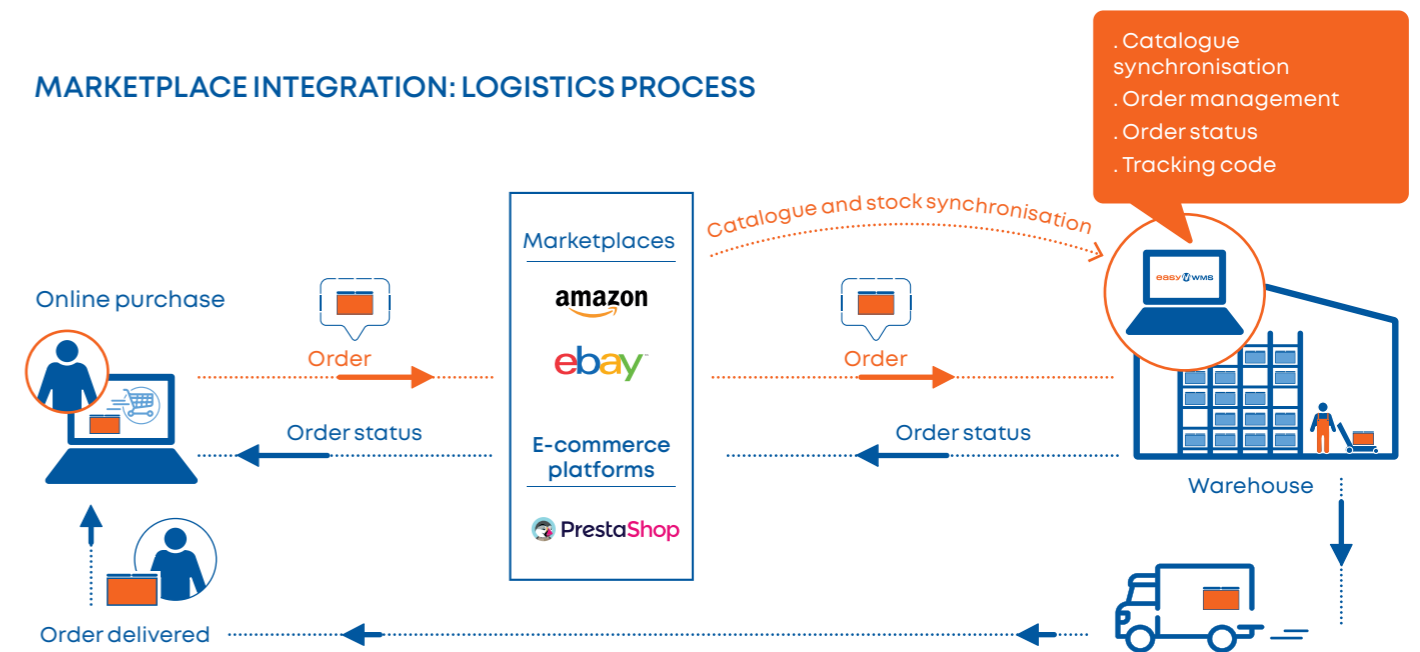 MARKETPLACE INTEGRATION: LOGISTICS PROCESS
. Catalogue
synchronisation
. Order management
. Order status
. Tracking code
Catalogue and stock synchronisation
Marketplaces
amazon
ebay™
E-commerce
platforms
PrestaShop
easy WMS
Online purchase
Order
Order
Order status
Order status
Warehouse
Order delivered